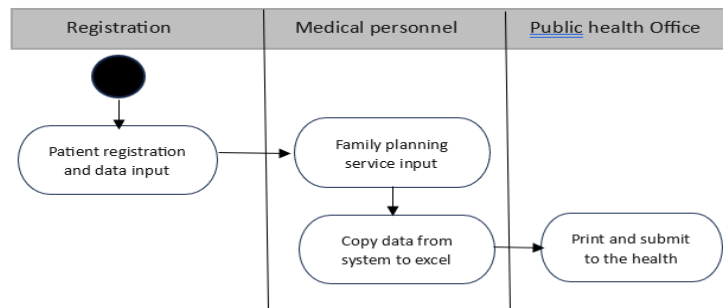 Registration
Medical personnel
Public health Office
Patient registration
and data input
Family planning
service input
Copy data from
system to excel
Print and submit
to the health